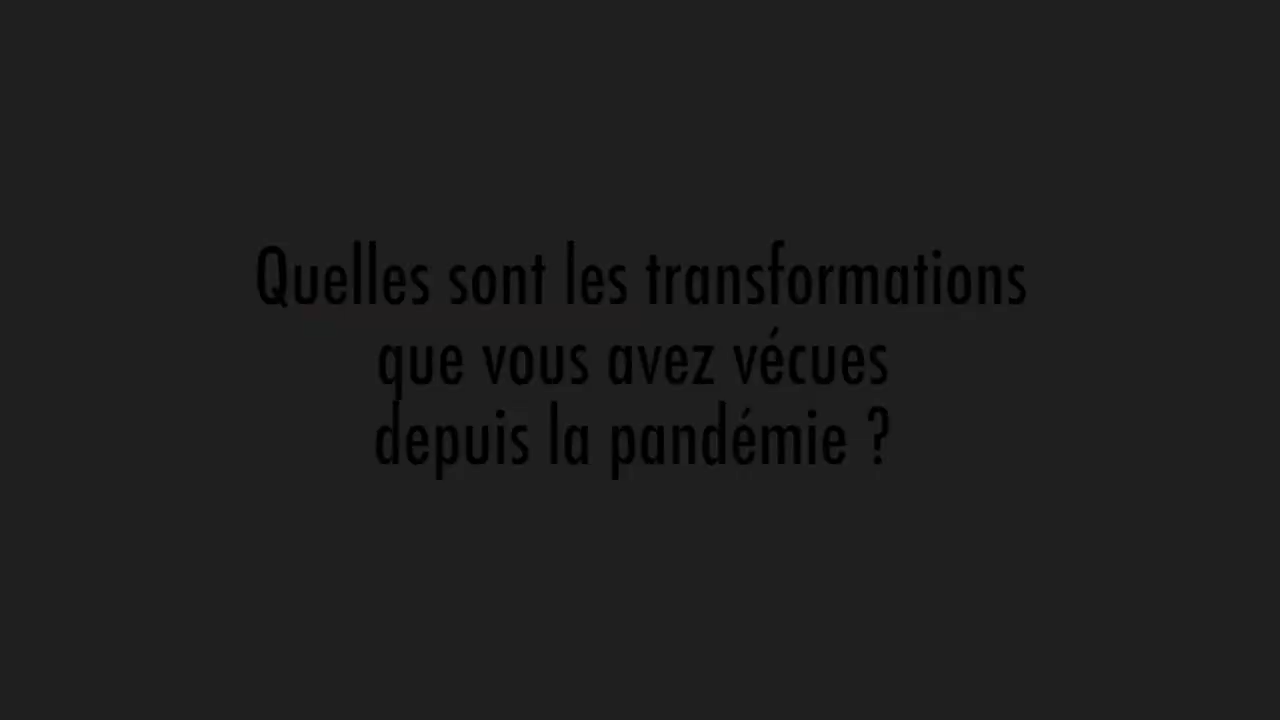 Quelles sont les transformations
que vous avez vécues
depuis la pandémie ?